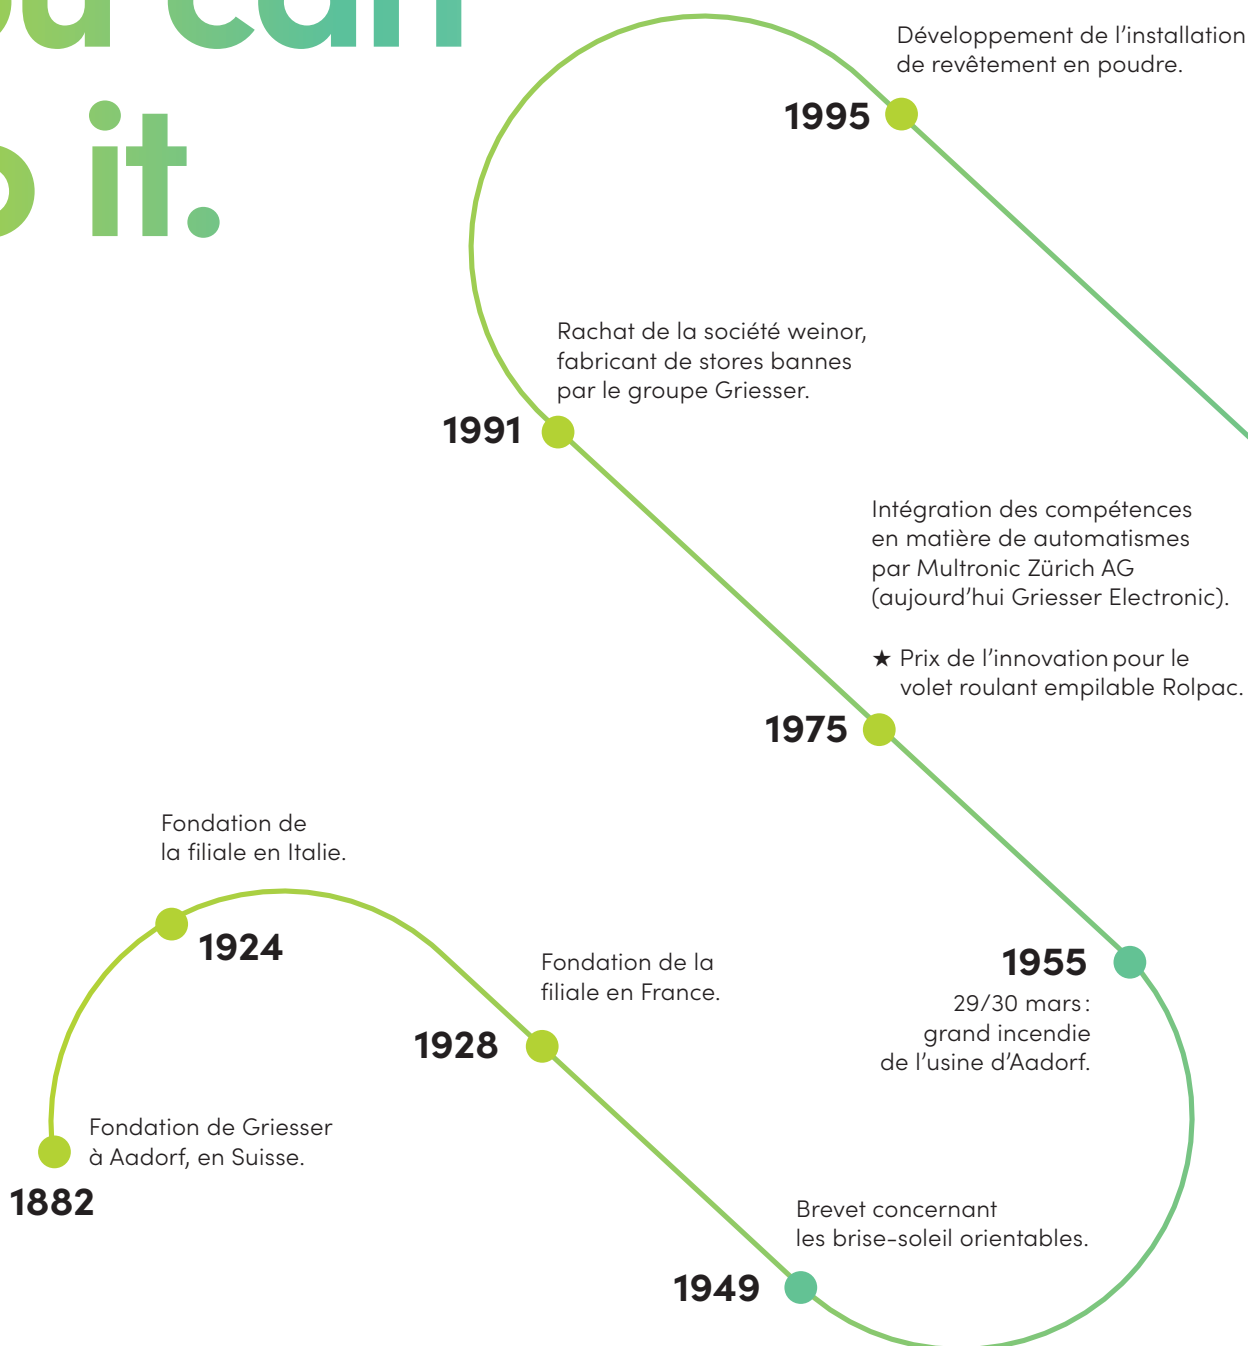 can
it.
Développement de l'installation
de revêtement en poudre.
1995
Rachat de la société weinor,
fabricant de stores bannes
par le groupe Griesser.
1991
Intégration des compétences
en matière de automatismes
par Multronic Zürich AG
(aujourd'hui Griesser Electronic).
★ Prix de l'innovation pour le
volet roulant empilable Rolpac.
1975
Fondation de
la filiale en Italie.
1924
Fondation de la
filiale en France.
1928
1955
29/30 mars :
grand incendie
de l'usine d'Aadorf.
Fondation de Griesser
à Aadorf, en Suisse.
1882
Brevet concernant
les brise-soleil orientables.
1949